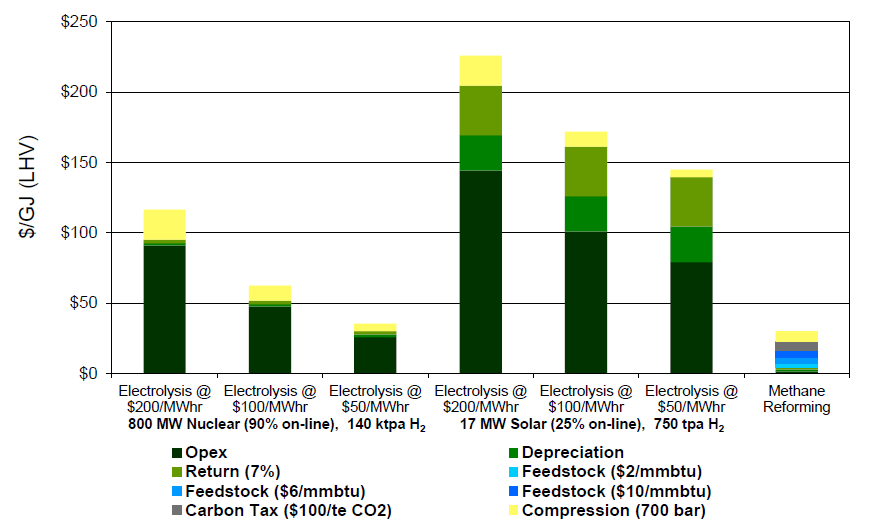 $250
$200
$150
$100
$50
$0
$/GJ (LHV)
Electrolysis @ Electrolysis @ Electrolysis @ Electrolysis @ Electrolysis @ Electrolysis @ Methane
$200/MWhr $100/MWhr $50/MWhr $200/MWhr $100/MWhr $50/MWhr Reforming
800 MW Nuclear (90% on-line), 140 ktpa H₂ 17 MW Solar (25% on-line), 750 tpa H₂
Opex Depreciation
Return (7%) Feedstock ($2/mmbtu)
Feedstock ($6/mmbtu) Feedstock ($10/mmbtu)
Carbon Tax ($100/te CO2) Compression (700 bar)